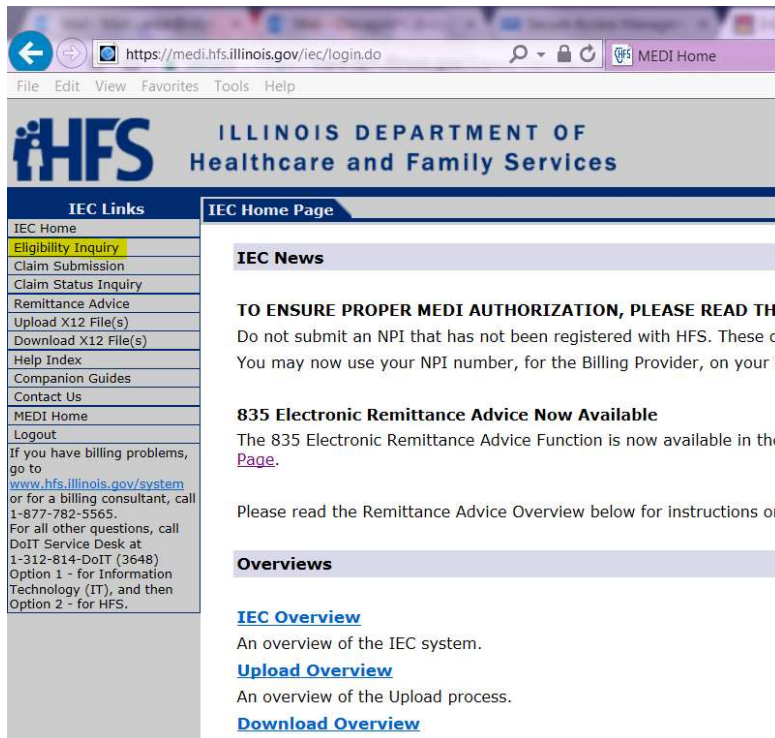 https://medi.hfs.illinois.gov/iec/login.do
HFS MEDI Home
File Edit View Favorites Tools Help
HFS
ILLINOIS DEPARTMENT OF
Healthcare and Family Services
IEC Links
IEC Home
Eligibility Inquiry
Claim Submission
Claim Status Inquiry
Remittance Advice
Upload X12 File(s)
Download X12 File(s)
Help Index
Companion Guides
Contact Us
MEDI Home
Logout
If you have billing problems,
go to
www.hfs.illinois.gov/system
or for a billing consultant, call
1-877-782-5565.
For all other questions, call
DoIT Service Desk at
1-312-814-DoIT (3648)
Option 1 - for Information
Technology (IT), and then
Option 2 - for HFS.
IEC Home Page
IEC News
TO ENSURE PROPER MEDI AUTHORIZATION, PLEASE READ TH
Do not submit an NPI that has not been registered with HFS. These
You may now use your NPI number, for the Billing Provider, on your
835 Electronic Remittance Advice Now Available
The 835 Electronic Remittance Advice Function is now available in the
Page.
Please read the Remittance Advice Overview below for instructions
Overviews
IEC Overview
An overview of the IEC system.
Upload Overview
An overview of the Upload process.
Download Overview